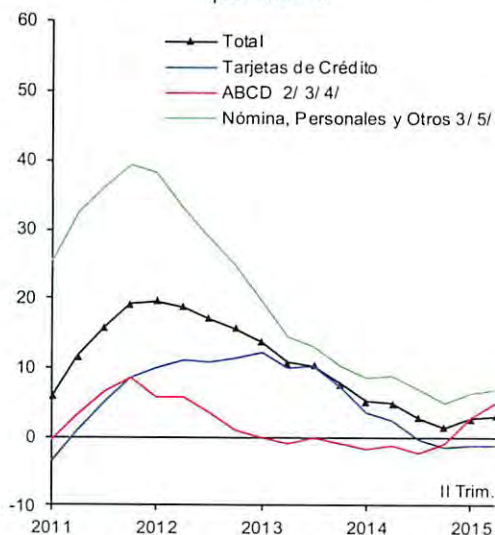 60
50
40
30
20
10
0
-10
Total
Tarjetas de Crédito
ABCD 2/ 3/ 4/
Nómina, Personales y Otros 3/ 5/
II Trim.
2011 2012 2013 2014 2015